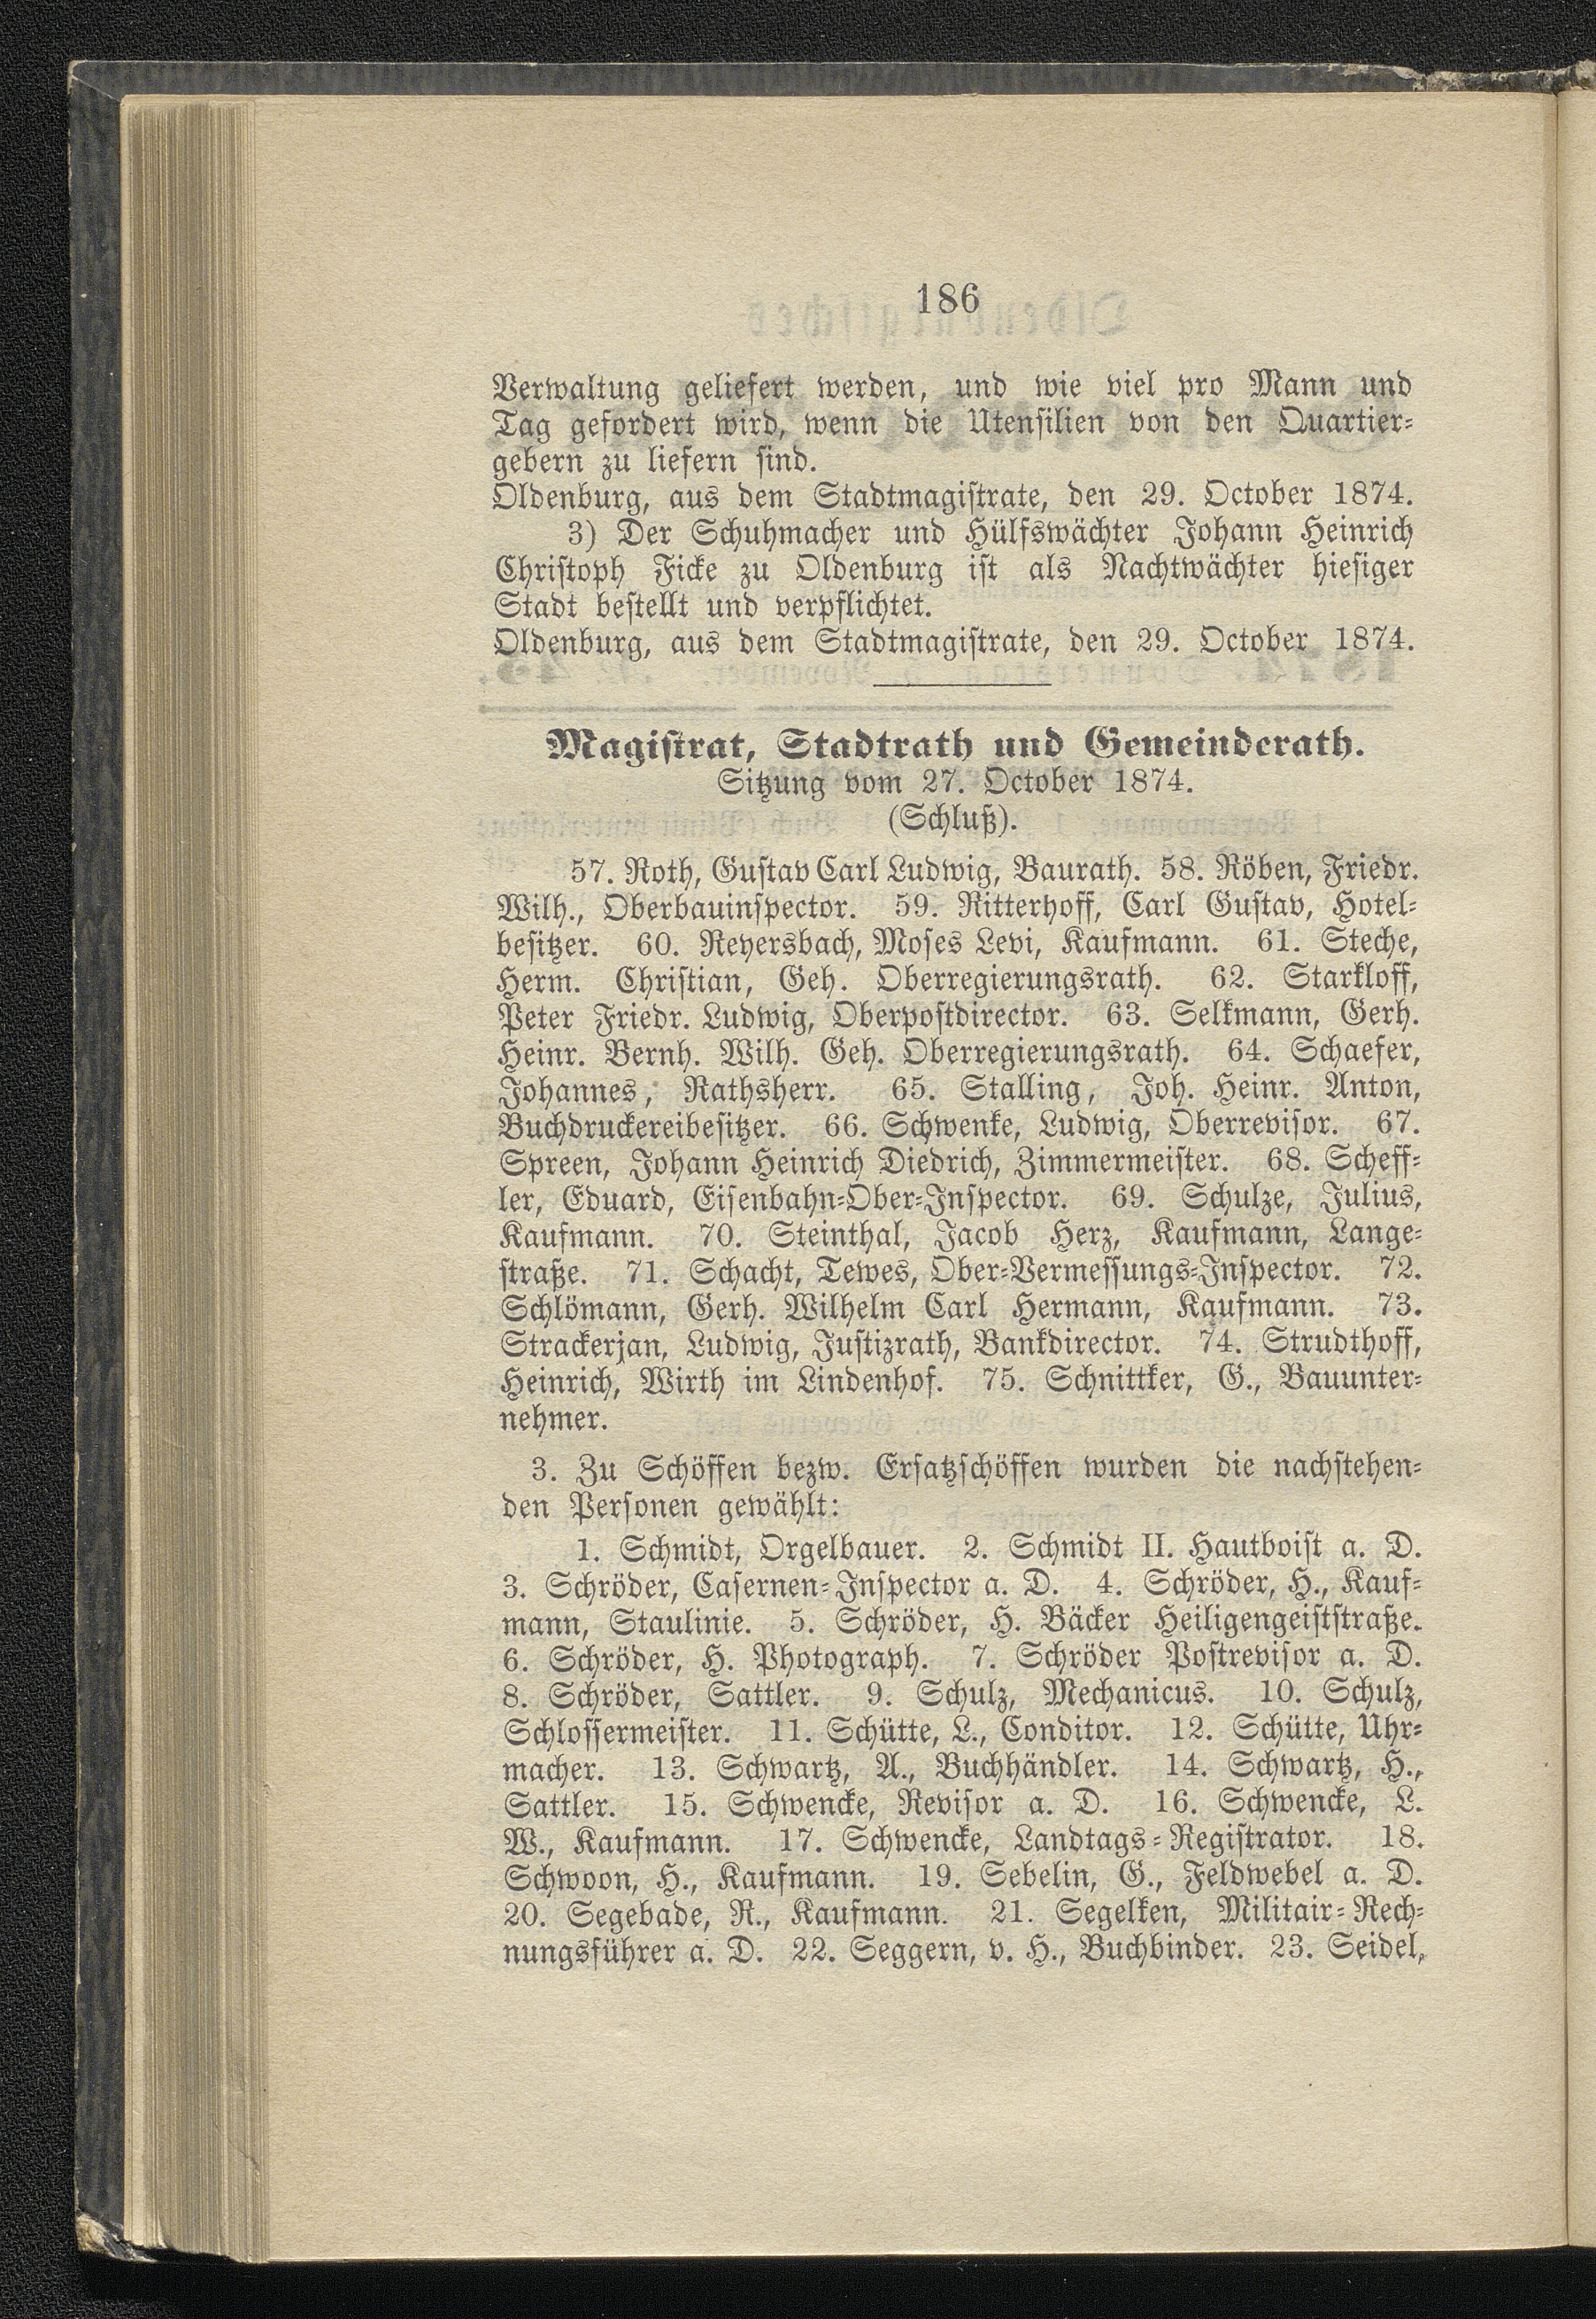 186
Verwaltung geliefert werden, und wie viel pro Mann und
Tag gefordert wird, wenn die Utensilien von den Quartier-
gebern zu liefern sind.
Oldenburg, aus dem Stadtmagistrate, den 29. October 1874.
3) Der Schuhmacher und Hülfswächter Johann Heinrich
Christoph Ficke zu Oldenburg ist als Nachtwächter hiesiger
Stadt bestellt und verpflichtet.
Oldenburg, aus dem Stadtmagistrate, den 29. October 1874.
Magistrat, Stadtrath und Gemeinderath.
Sitzung vom 27. October 1874.
(Schluß).
57. Roth, Gustav Carl Ludwig, Baurath. 58. Röben, Friedr.
Wilh., Oberbauinspector. 59. Ritterhoff, Carl Gustav, Hotel-
besitzer. 60. Reyersbach, Moses Levi, Kaufmann. 61. Steche,
Herm. Christian, Geh. Oberregierungsrath. 62. Starkloff,
Peter Friedr. Ludwig, Oberpostdirector. 63. Selkmann, Gerh.
Heinr. Bernh. Wilh. Geh. Oberregierungsrath. 64. Schaefer,
Johannes, Rathsherr. 65. Stalling, Joh. Heinr. Anton,
Buchdruckereibesitzer. 66. Schwenke, Ludwig, Oberrevisor. 67.
Spreen, Johann Heinrich Diedrich, Zimmermeister. 68. Scheff-
ler, Eduard, Eisenbahn-Ober-Inspector. 69. Schulze, Julius,
Kaufmann. 70. Steinthal, Jacob Herz, Kaufmann, Lange-
straße. 71. Schacht, Tewes, Ober-Vermessungs-Inspector. 72.
Schlömann, Gerh. Wilhelm Carl Hermann, Kaufmann. 73.
Strackerjan, Ludwig, Justizrath, Bankdirector. 74. Strudthoff,
Heinrich, Wirth im Lindenhof. 75. Schnittker, G., Bauunter-
nehmer.
3. Zu Schöffen bezw. Ersatzschöffen wurden die nachstehen-
den Personen gewählt:
1. Schmidt, Orgelbauer. 2. Schmidt II. Hautboist a. D.
3. Schröder, Casernen-Inspector a. D. 4. Schröder, H., Kauf-
mann, Staulinie. 5. Schröder, H. Bäcker Heiligengeiststraße.
6. Schröder, H. Photograph. 7. Schröder Postrevisor a. D.
8. Schröder, Sattler. 9. Schulz, Mechanicus. 10. Schulz,
Schlossermeister. 11. Schütte, L., Conditor. 12. Schütte, Uhr-
macher. 13. Schwartz, A., Buchhändler. 14. Schwartz, H.,
Sattler. 15. Schwencke, Revisor a. D. 16. Schwencke, L.
W., Kaufmann. 17. Schwencke, Landtags-Registrator. 18.
Schwoon, H., Kaufmann. 19. Sebelin, G., Feldwebel a. D.
20. Segebade, R., Kaufmann. 21. Segelken, Militair-Rech-
nungsführer a. D. 22. Seggern, v. H., Buchbinder. 23. Seidel,